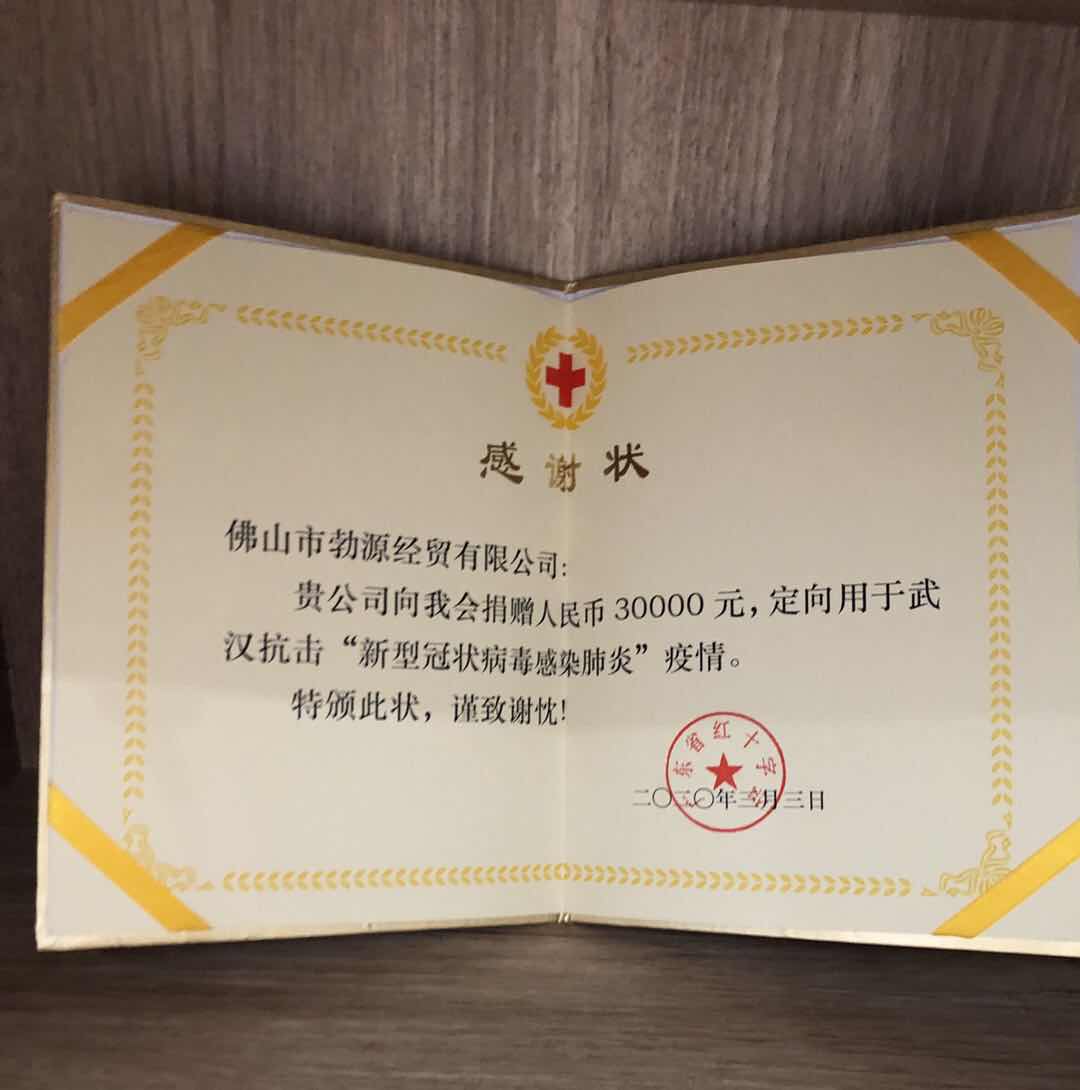 感谢状
佛山市勃源经贸有限公司:
贵公司向我会捐赠人民币 30000 元，定向用于武
汉抗击“新型冠状病毒感染肺炎”疫情。
特颁此状，谨致谢忱!
东省红十字会
二〇二〇年三月三日